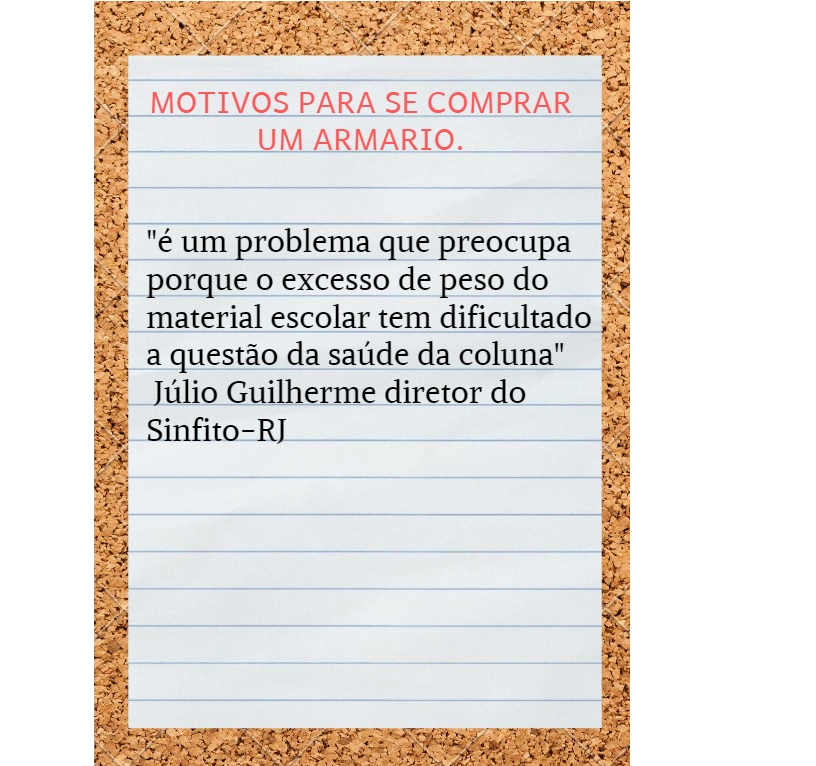 MOTIVOS PARA SE COMPRAR
UM ARMARIO.
"é um problema que preocupa
porque o excesso de peso do
material escolar tem dificultado
a questão da saúde da coluna"
Júlio Guilherme diretor do
Sinfito-RJ